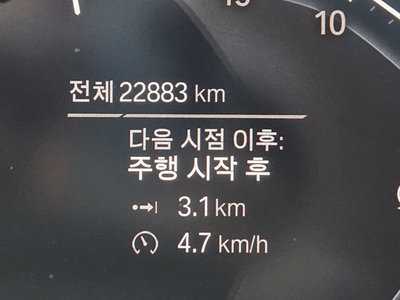 10
전체 22883 km
다음 시점 이후:
주행 시작 후
3.1 km
4.7 km/h